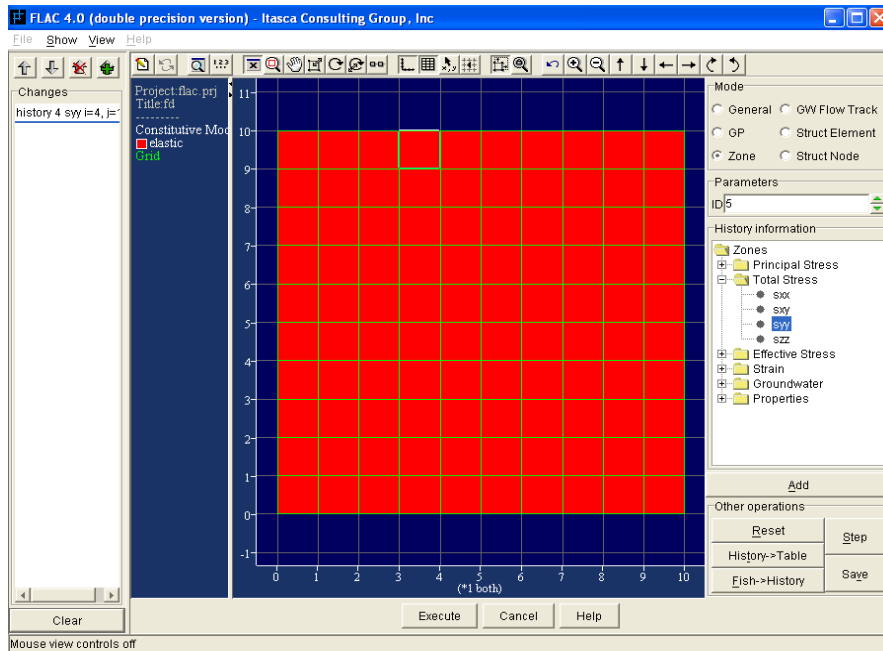 FLAC 4.0 (double precision version) - Itasca Consulting Group, Inc
File Show View Help
Changes
history 4 syy i=4, j=
Clear
Project:flac.prj
Title:fd
---------
Constitutive Mod
elastic
Grid
11
10
9
8
7
6
5
4
3
2
1
0
-1
0 1 2 3 4 5 6 7 8 9 10
(*1 both)
Mode
General GW Flow Track
GP Struct Element
Zone Struct Node
Parameters
ID 5
History information
Zones
Principal Stress
Total Stress
sxx
sxy
syy
szz
Effective Stress
Strain
Groundwater
Properties
Add
Other operations
Reset
Step
History->Table
Fish->History
Save
Execute Cancel Help
Mouse view controls off